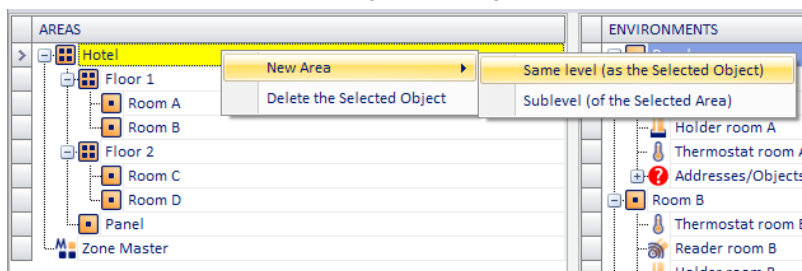 AREAS
Hotel
Floor 1
Room A
Room B
Floor 2
Room C
Room D
Panel
Zone Master
New Area
Delete the Selected Object
Same level (as the Selected Object)
Sublevel (of the Selected Area)
ENVIRONMENTS
Holder room A
Thermostat room A
Addresses/Objects
Room B
Thermostat room B
Reader room B